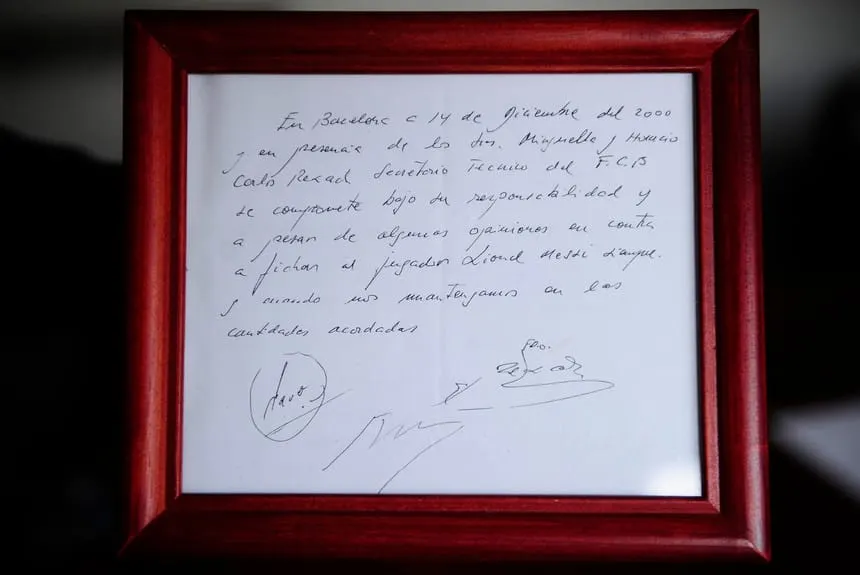 En Barcelona a 14 de Diciembre del 2000
y en presencia de los Sres. Minguella y Horacio
Carlos Rexach Secretario Tecnico del F.C.B
se compromete bajo su responsabilidad y
a pesar de algunas opiniones en contra
a fichar al jugador Lionel Messi siempre
y cuando nos mantengamos en las
cantidades acordadas